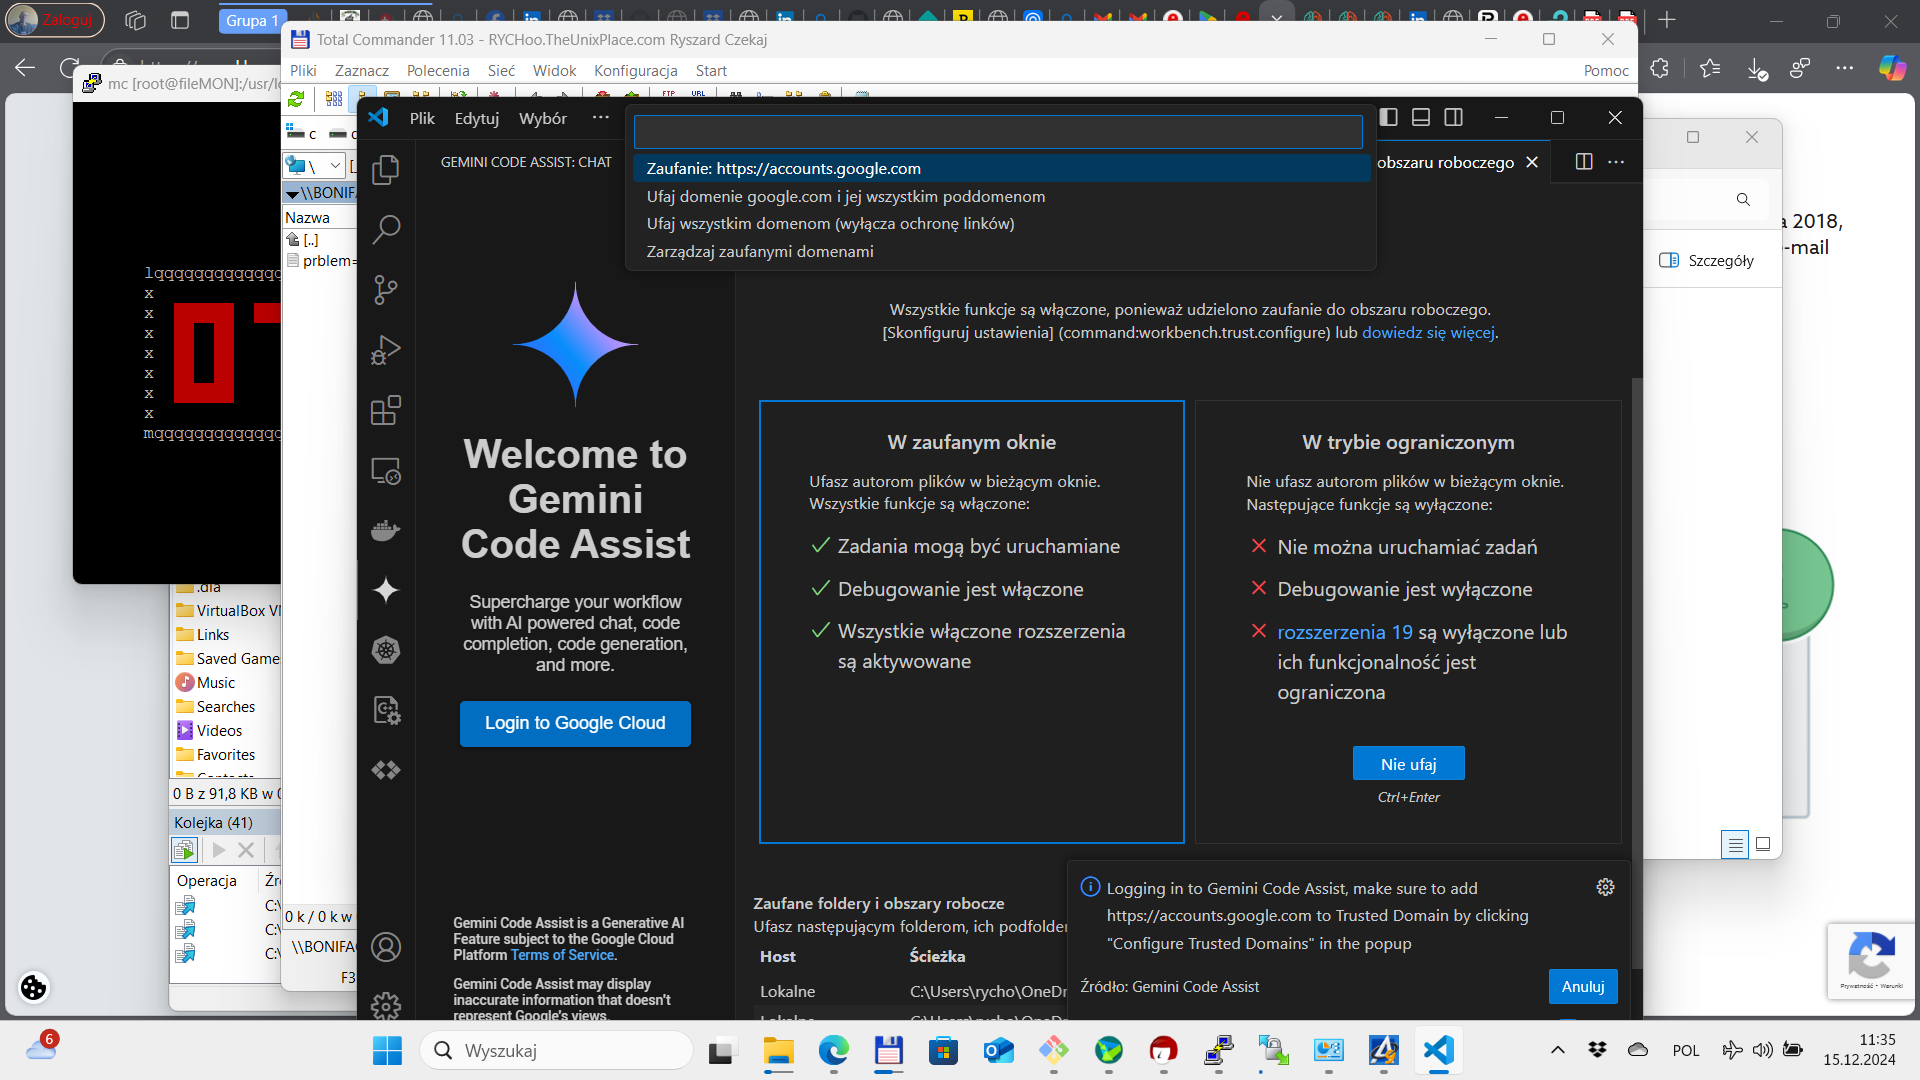 Zaloguj
Grupa 1
mc [root@fileMON]:/usr/lo
Total Commander 11.03 - RYCHoo.TheUnixPlace.com Ryszard Czekaj
Pliki Zaznacz Polecenia Sieć Widok Konfiguracja Start Pomoc
FTP URL
c
\
\\BONIFA
Nazwa
[..]
prblem=
lqqqqqqqqqqqqq
x
x
x
x
x
x
x
x
mqqqqqqqqqqqqq
.dia
VirtualBox VM
Links
Saved Games
Music
Searches
Videos
Favorites
Contacts
0 B z 91,8 KB w
Kolejka (41)
Operacja
C:\
C:\
C:\
0 k / 0 k w
\\BONIFA
F3
Plik Edytuj Wybór ...
GEMINI CODE ASSIST: CHAT
Zaufanie: https://accounts.google.com
Ufaj domenie google.com i jej wszystkim poddomenom
Ufaj wszystkim domenom (wyłącza ochronę linków)
Zarządzaj zaufanymi domenami
obszaru roboczego
Welcome to
Gemini
Code Assist
Supercharge your workflow
with AI powered chat, code
completion, code generation,
and more.
Login to Google Cloud
Gemini Code Assist is a Generative AI
Feature subject to the Google Cloud
Platform Terms of Service.
Gemini Code Assist may display
inaccurate information that doesn't
represent Google's views.
Wszystkie funkcje są włączone, ponieważ udzielono zaufanie do obszaru roboczego.
[Skonfiguruj ustawienia] (command:workbench.trust.configure) lub dowiedz się więcej.
W zaufanym oknie
Ufasz autorom plików w bieżącym oknie.
Wszystkie funkcje są włączone:
Zadania mogą być uruchamiane
Debugowanie jest włączone
Wszystkie włączone rozszerzenia
są aktywowane
W trybie ograniczonym
Nie ufasz autorom plików w bieżącym oknie.
Następujące funkcje są wyłączone:
Nie można uruchamiać zadań
Debugowanie jest wyłączone
rozszerzenia 19 są wyłączone lub
ich funkcjonalność jest
ograniczona
Nie ufaj
Ctrl+Enter
Zaufane foldery i obszary robocze
Ufasz następującym folderom, ich podfolder
Host Ścieżka
Lokalne C:\Users\rycho\OneDr
Lokalne
Logging in to Gemini Code Assist, make sure to add
https://accounts.google.com to Trusted Domain by clicking
"Configure Trusted Domains" in the popup
Źródło: Gemini Code Assist
Anuluj
a 2018,
-mail
Szczegóły
Prywatność • Warunki
6
Wyszukaj
POL
11:35
15.12.2024